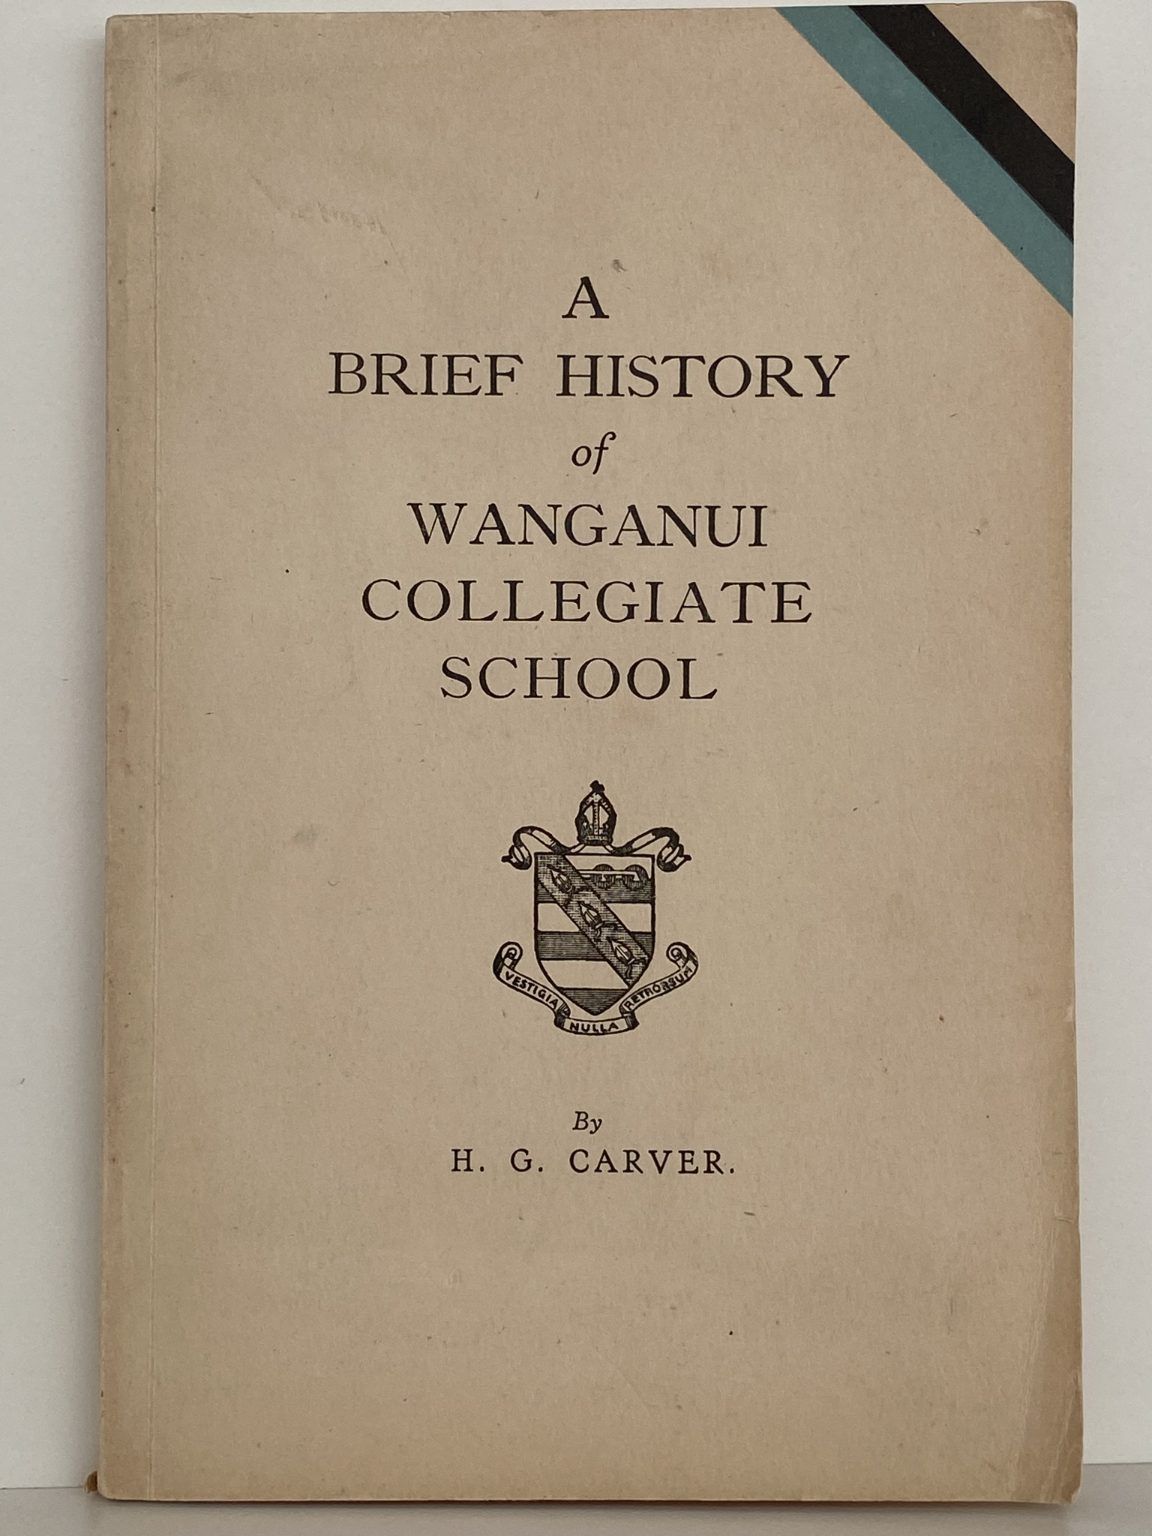 A
BRIEF HISTORY
of
WANGANUI
COLLEGIATE
SCHOOL
VESTIGIA
NULLA
RETRORSUM
By
H. G. CARVER.